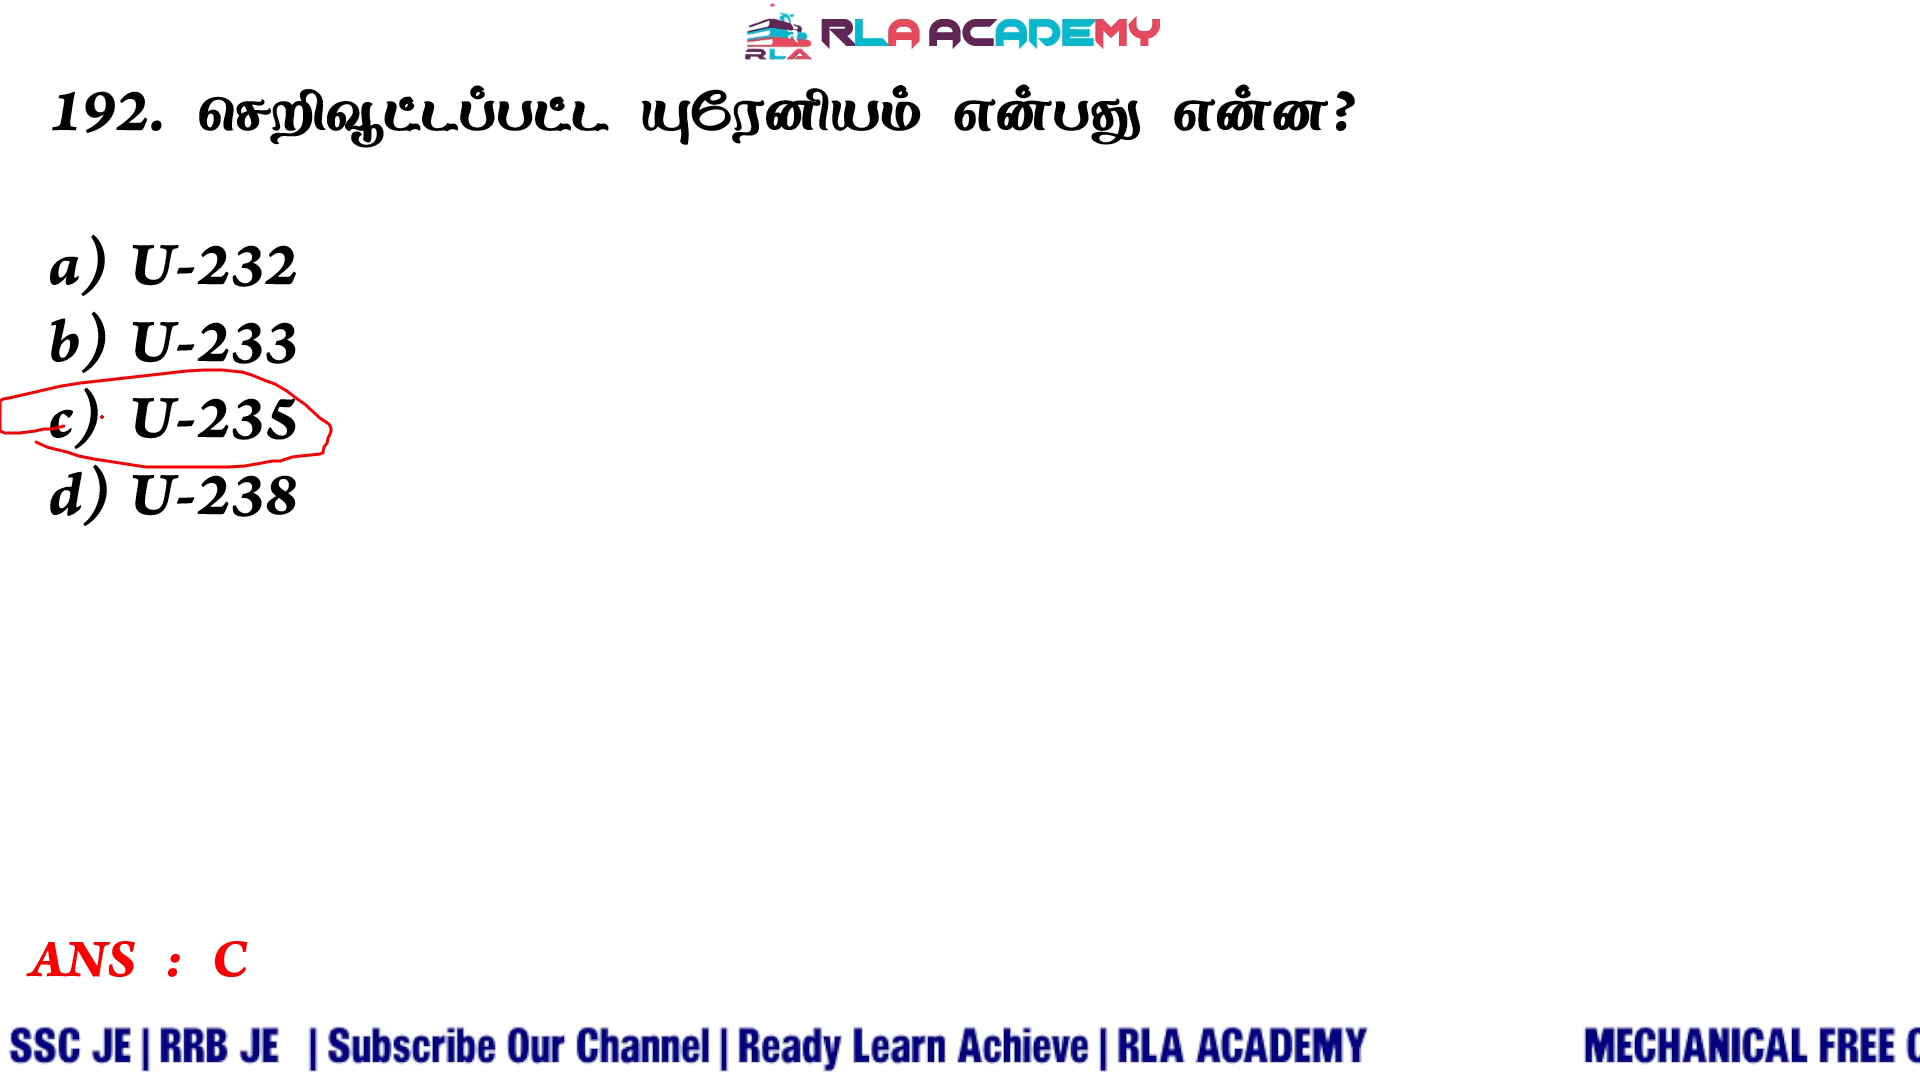 RLA
RLA ACADEMY
192. செறிவூட்டப்பட்ட யுரேனியம் என்பது என்ன?
a) U-232
b) U-233
c) U-235
d) U-238
ANS : C
SSC JE | RRB JE | Subscribe Our Channel | Ready Learn Achieve | RLA ACADEMY MECHANICAL FREE